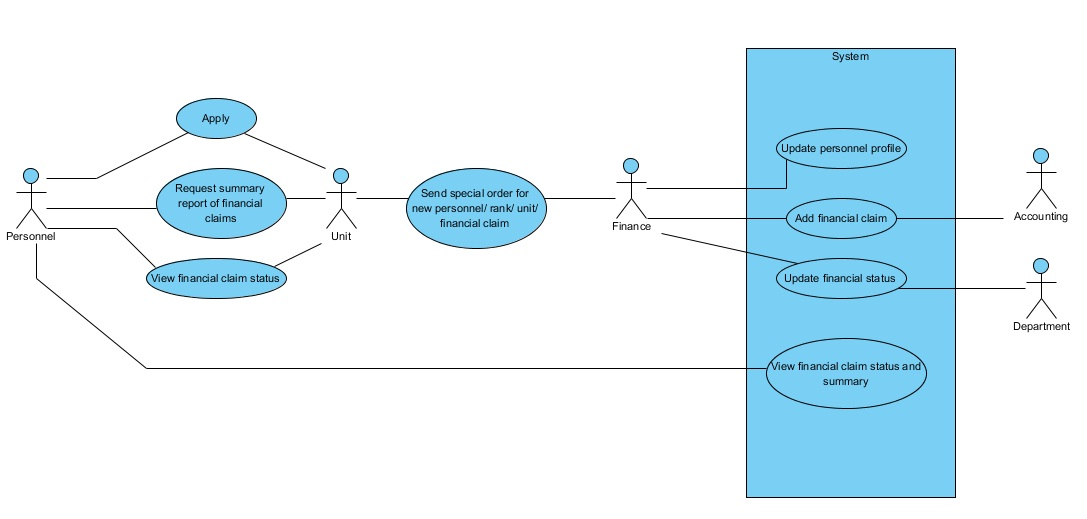 System
Apply
Update personnel profile
Request summary
report of financial
claims
Send special order for
new personnel/ rank/ unit/
financial claim
Add financial claim
Accounting
Personnel
Unit
Finance
View financial claim status
Update financial status
Department
View financial claim status and
summary